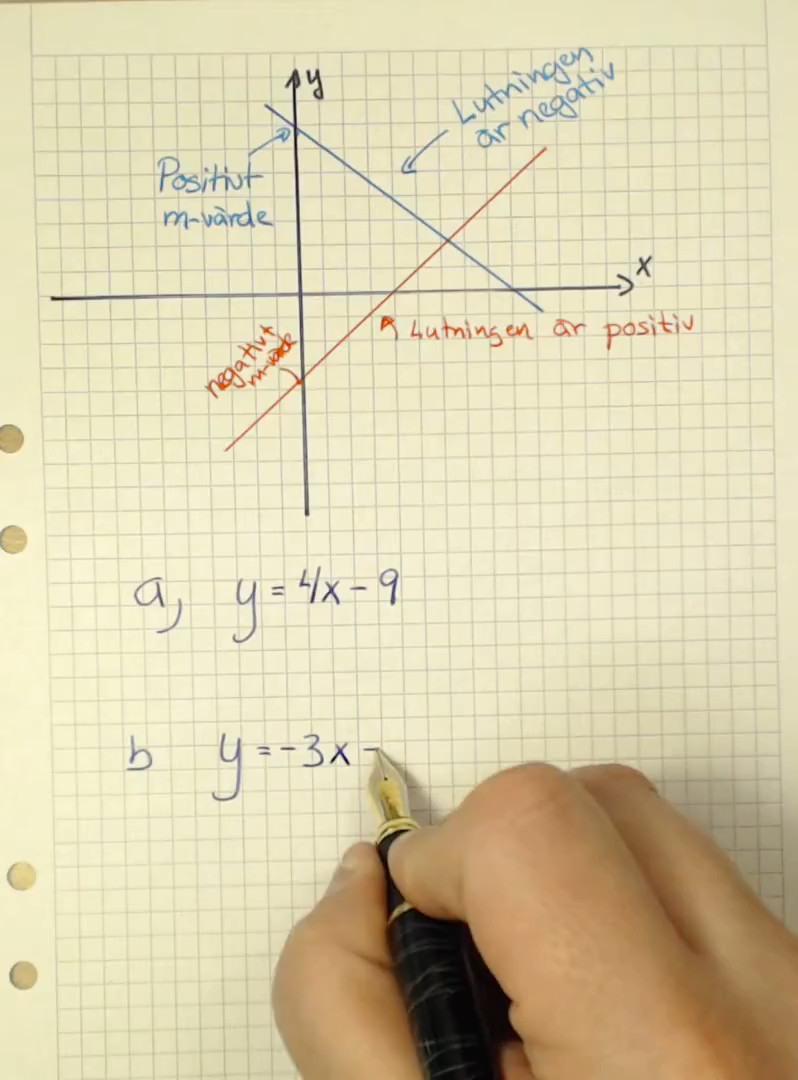 y
Lutningen
är negativ
Positivt
m-värde
x
Lutningen är positiv
negativt
m-värde
a) y = 4x - 9
b y = -3x -